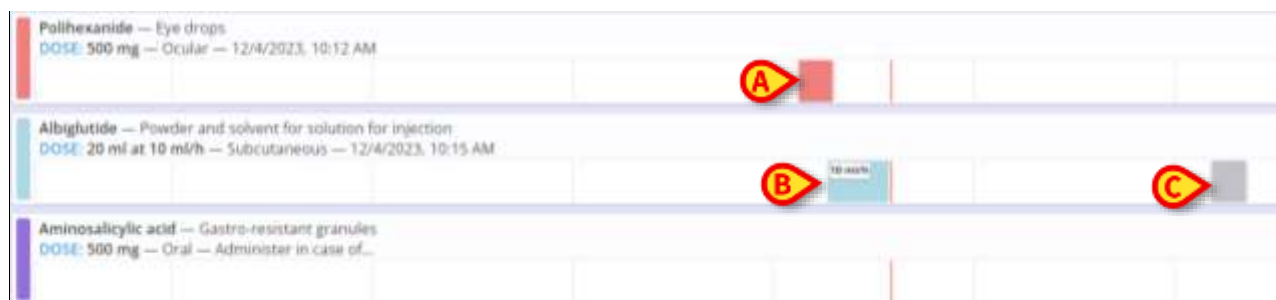 Polihexanide — Eye drops
DOSE: 500 mg — Ocular — 12/4/2023, 10:12 AM
A
Albiglutide — Powder and solvent for solution for injection
DOSE: 20 ml at 10 ml/h — Subcutaneous — 12/4/2023, 10:15 AM
B
10 ml/h
C
Aminosalicylic acid — Gastro-resistant granules
DOSE: 500 mg — Oral — Administer in case of...